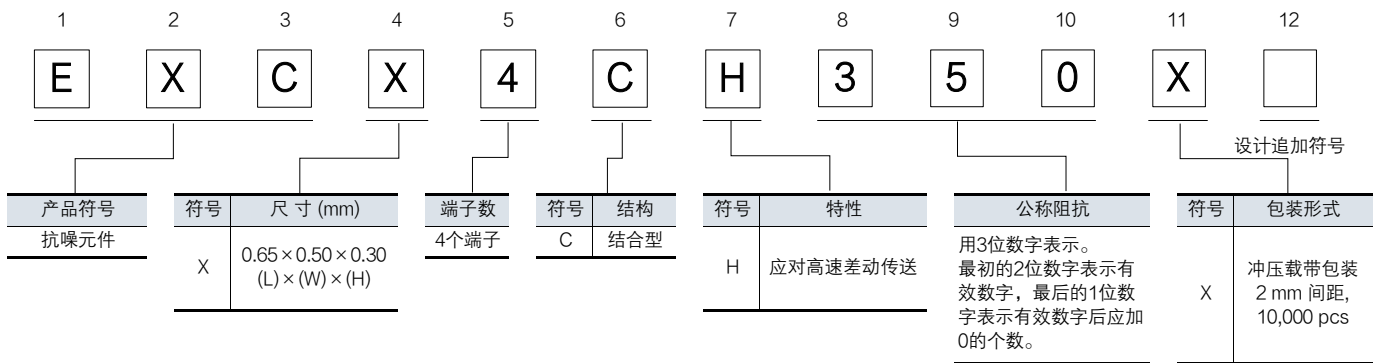 1 2 3 4 5 6 7 8 9 10 11 12
E X C X 4 C H 3 5 0 X
设计追加符号
产品符号
抗噪元件
符号 尺 寸 (mm)
X
0.65×0.50×0.30
(L)×(W)×(H)
端子数
4个端子
符号 结构
C 结合型
符号 特性
H 应对高速差动传送
公称阻抗
用3位数字表示。
最初的2位数字表示有
效数字，最后的1位数
字表示有效数字后应加
0的个数。
符号 包装形式
X
冲压载带包装
2 mm 间距,
10,000 pcs